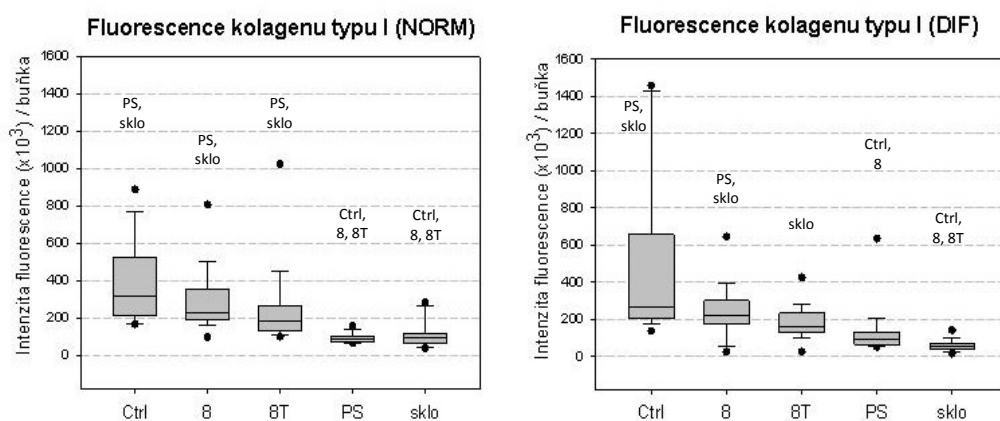 Fluorescence kolagenu typu I (NORM)
Intenzita fluorescence (x10³) / buňka
1600
1400
1200
1000
800
600
400
200
0
PS,
sklo
PS,
sklo
PS,
sklo
Ctrl,
8, 8T
Ctrl,
8, 8T
Ctrl 8 8T PS sklo
Fluorescence kolagenu typu I (DIF)
Intenzita fluorescence (x10³) / buňka
1600
1400
1200
1000
800
600
400
200
0
PS,
sklo
PS,
sklo
sklo
Ctrl,
8
Ctrl,
8, 8T
Ctrl 8 8T PS sklo